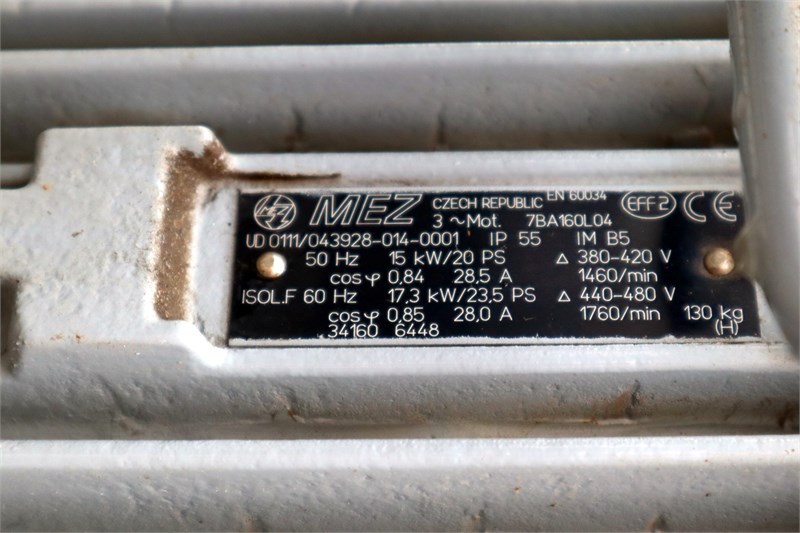 MEZ CZECH REPUBLIC EN 60034 EFF2 CE
3 ~ Mot. 7BA160L04
UD 0111/043928-014-0001 IP 55 IM B5
50 Hz 15 kW/20 PS Δ 380-420 V
cos φ 0,84 28,5 A 1460/min
ISOL.F 60 Hz 17,3 kW/23,5 PS Δ 440-480 V
cos φ 0,85 28,0 A 1760/min 130 kg
34160 6448 (H)